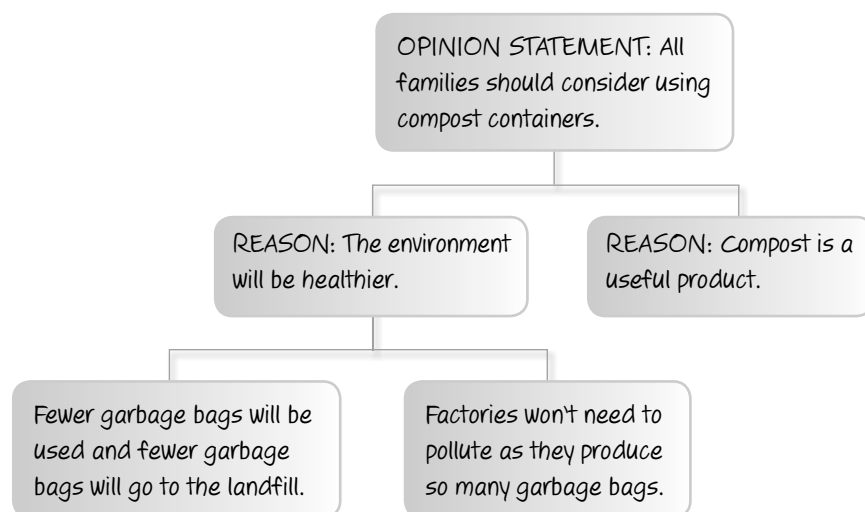 OPINION STATEMENT: All
families should consider using
compost containers.
REASON: The environment
will be healthier.
REASON: Compost is a
useful product.
Fewer garbage bags will be
used and fewer garbage
bags will go to the landfill.
Factories won't need to
pollute as they produce
so many garbage bags.